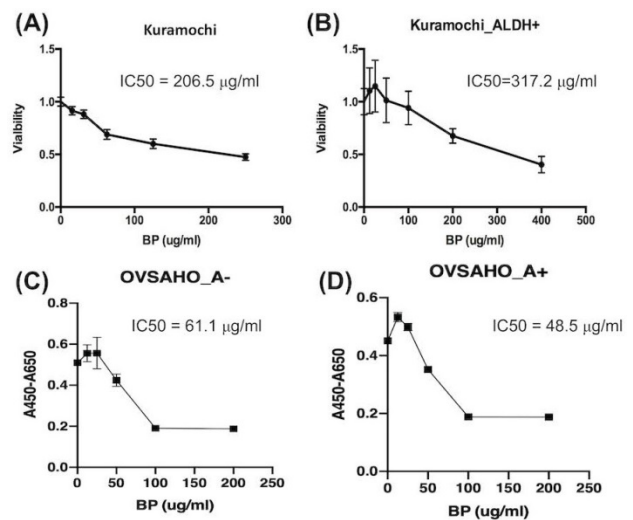 (A)
Kuramochi
IC50 = 206.5 µg/ml
Vialbility
1.5
1.0
0.5
0.0
0 100 200 300
BP (ug/ml)
(B)
Kuramochi_ALDH+
IC50=317.2 µg/ml
Viability
1.5
1.0
0.5
0.0
0 100 200 300 400 500
BP (ug/ml)
(C)
OVSAHO_A-
IC50 = 61.1 µg/ml
A450-A650
0.8
0.6
0.4
0.2
0.0
0 50 100 150 200 250
BP (ug/ml)
(D)
OVSAHO_A+
IC50 = 48.5 µg/ml
A450-A650
0.6
0.4
0.2
0.0
0 50 100 150 200 250
BP (ug/ml)